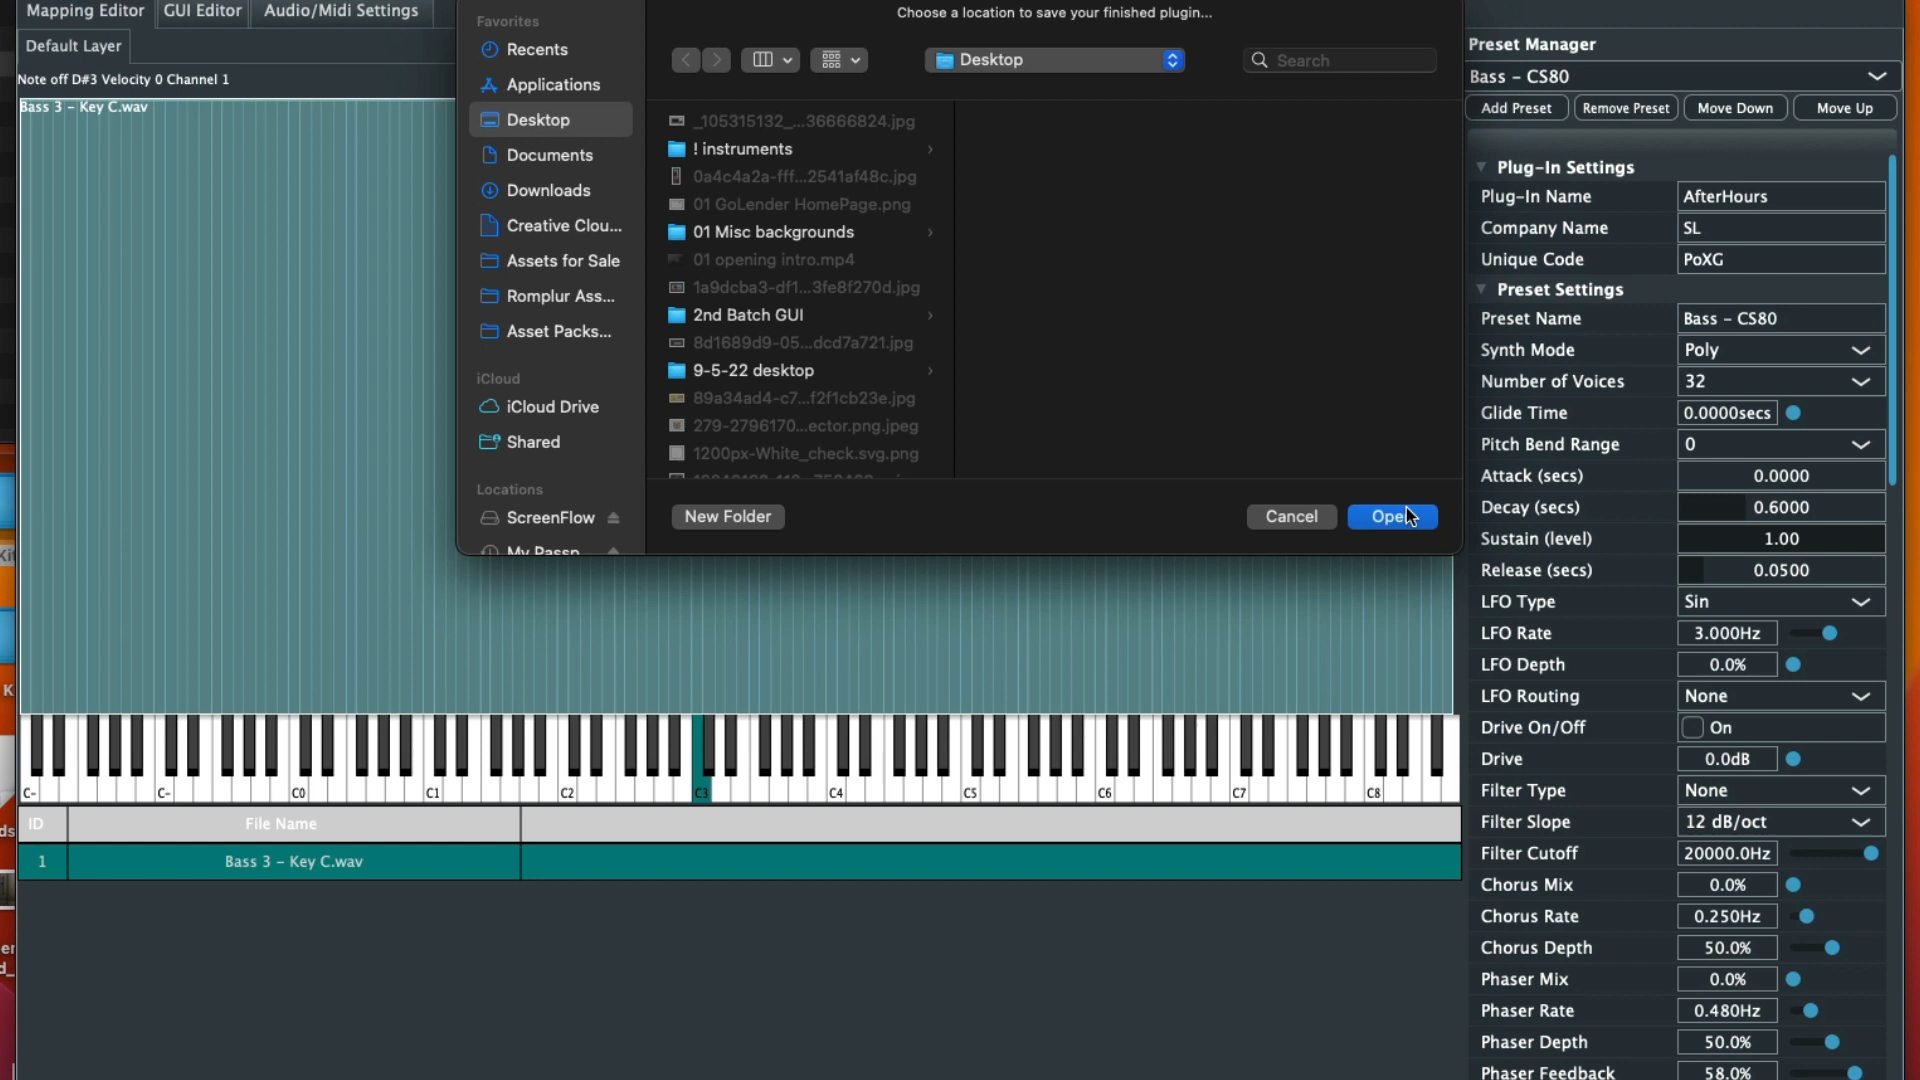 Mapping Editor
GUI Editor
Audio/Midi Settings
Default Layer
Note off D#3 Velocity 0 Channel 1
Bass 3 – Key C.wav
Choose a location to save your finished plugin...
Favorites
Recents
Applications
Desktop
Documents
Downloads
Creative Clou...
Assets for Sale
Romplur Ass...
Asset Packs...
iCloud
iCloud Drive
Shared
Locations
ScreenFlow
My Passp
Desktop
Search
_105315132_...36666824.jpg
! instruments
0a4c4a2a-fff...2541af48c.jpg
01 GoLender HomePage.png
01 Misc backgrounds
01 opening intro.mp4
1a9dcba3-df1...3fe8f270d.jpg
2nd Batch GUI
8d1689d9-05...dcd7a721.jpg
9-5-22 desktop
89a34ad4-c7...f2f1cb23e.jpg
279-2796170...ector.png.jpeg
1200px-White_check.svg.png
New Folder
Cancel
Open
Preset Manager
Bass – CS80
Add Preset
Remove Preset
Move Down
Move Up
Plug-In Settings
Plug-In Name AfterHours
Company Name SL
Unique Code PoXG
Preset Settings
Preset Name Bass – CS80
Synth Mode Poly
Number of Voices 32
Glide Time 0.0000secs
Pitch Bend Range 0
Attack (secs) 0.0000
Decay (secs) 0.6000
Sustain (level) 1.00
Release (secs) 0.0500
LFO Type Sin
LFO Rate 3.000Hz
LFO Depth 0.0%
LFO Routing None
Drive On/Off On
Drive 0.0dB
Filter Type None
Filter Slope 12 dB/oct
Filter Cutoff 20000.0Hz
Chorus Mix 0.0%
Chorus Rate 0.250Hz
Chorus Depth 50.0%
Phaser Mix 0.0%
Phaser Rate 0.480Hz
Phaser Depth 50.0%
Phaser Feedback 58.0%
C- C- C0 C1 C2 C3 C4 C5 C6 C7 C8
ID File Name
1 Bass 3 – Key C.wav